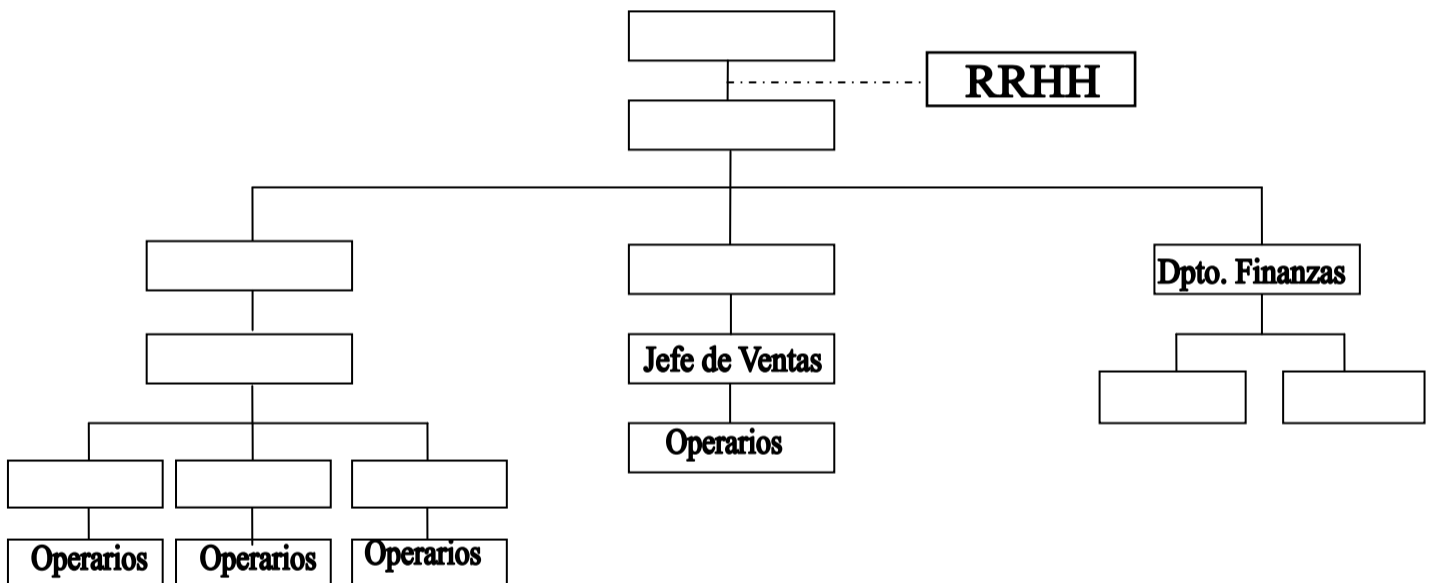 RRHH
Dpto. Finanzas
Jefe de Ventas
Operarios
Operarios
Operarios
Operarios